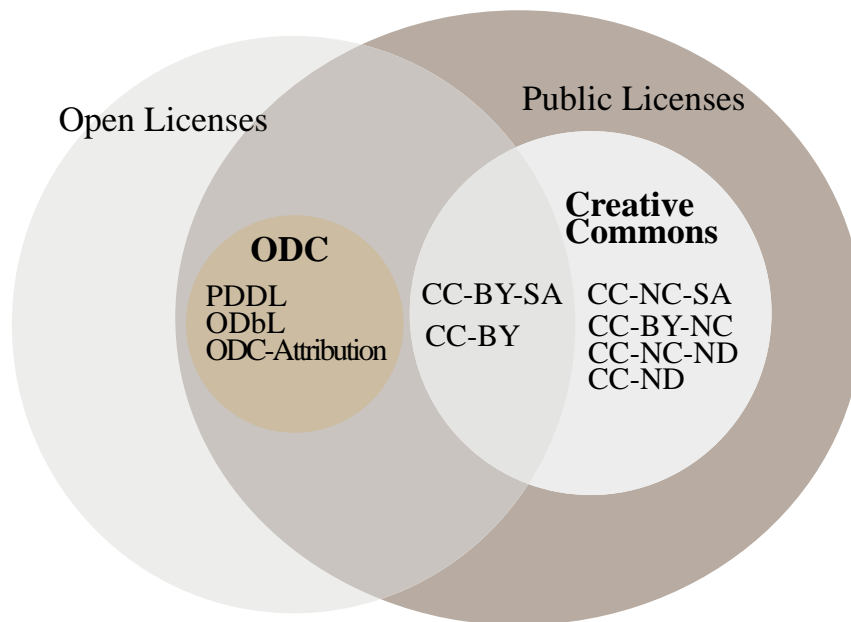 Open Licenses
Public Licenses
ODC
PDDL
ODbL
ODC-Attribution
CC-BY-SA
CC-BY
Creative
Commons
CC-NC-SA
CC-BY-NC
CC-NC-ND
CC-ND